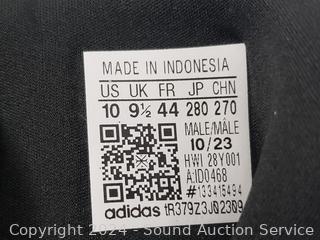 MADE IN INDONESIA
US UK FR JP CHN
10 9½ 44 280 270
MALE/MÂLE
10/23
HWI 28Y001
A:ID0468
#:133415494
adidas tR379Z3J02309
Copyright 2024 - Sound Auction Service